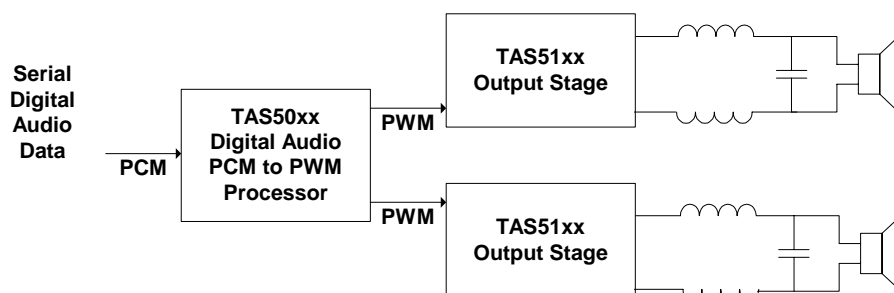 Serial
Digital
Audio
Data
PCM
TAS50xx
Digital Audio
PCM to PWM
Processor
PWM
PWM
TAS51xx
Output Stage
TAS51xx
Output Stage